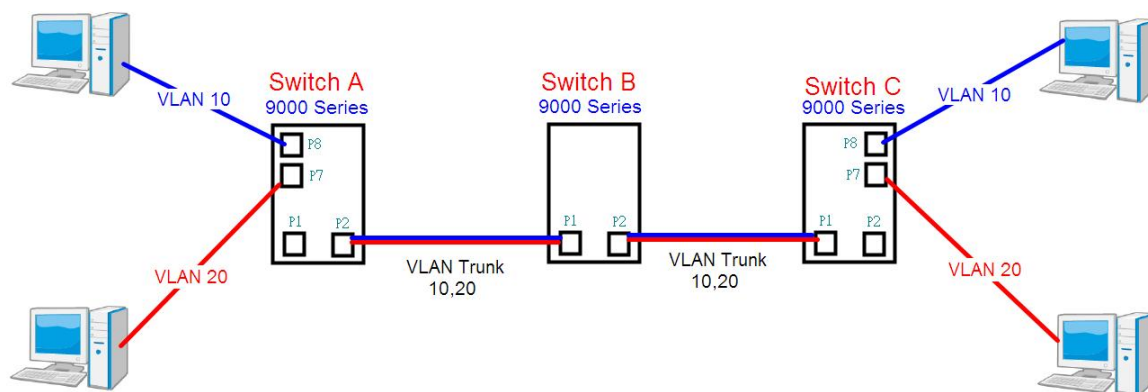 Switch A
9000 Series
Switch B
9000 Series
Switch C
9000 Series
VLAN 10
VLAN 10
P8
P7
P1
P2
P1
P2
P8
P7
P1
P2
VLAN 20
VLAN Trunk
10,20
VLAN Trunk
10,20
VLAN 20